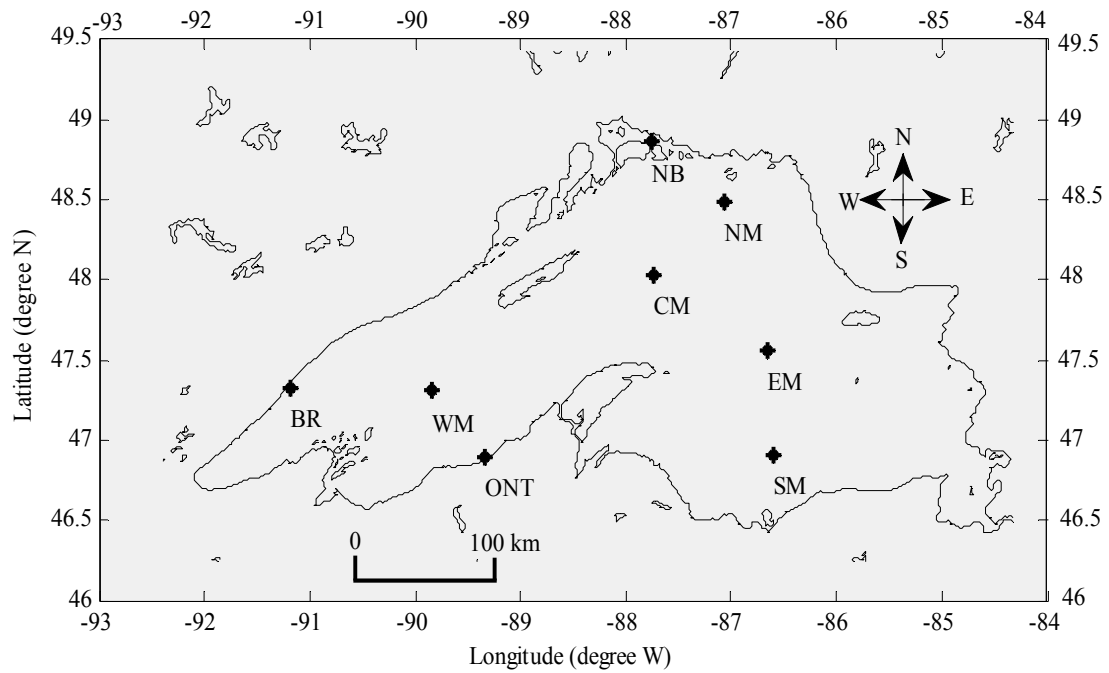 -93 -92 -91 -90 -89 -88 -87 -86 -85 -84
49.5 49.5
49 49
48.5 48.5
48 48
47.5 47.5
47 47
46.5 46.5
46 46
N
W E
S
NB
NM
CM
EM
BR
WM
ONT
SM
0 100 km
-93 -92 -91 -90 -89 -88 -87 -86 -85 -84
Latitude (degree N)
Longitude (degree W)